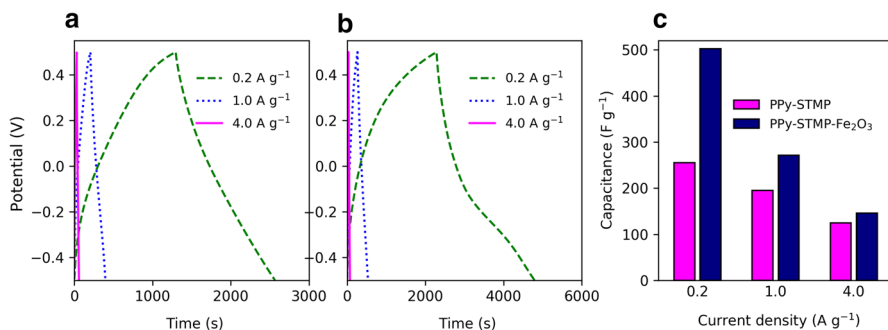 a
0.4
0.2
0.0
−0.2
−0.4
Potential (V)
0.2 A g⁻¹
1.0 A g⁻¹
4.0 A g⁻¹
0 1000 2000 3000
Time (s)
b
0.2 A g⁻¹
1.0 A g⁻¹
4.0 A g⁻¹
0.4
0.2
0.0
−0.2
−0.4
0 2000 4000 6000
Time (s)
c
500
400
300
200
100
0
Capacitance (F g⁻¹)
PPy-STMP
PPy-STMP-Fe₂O₃
0.2 1.0 4.0
Current density (A g⁻¹)